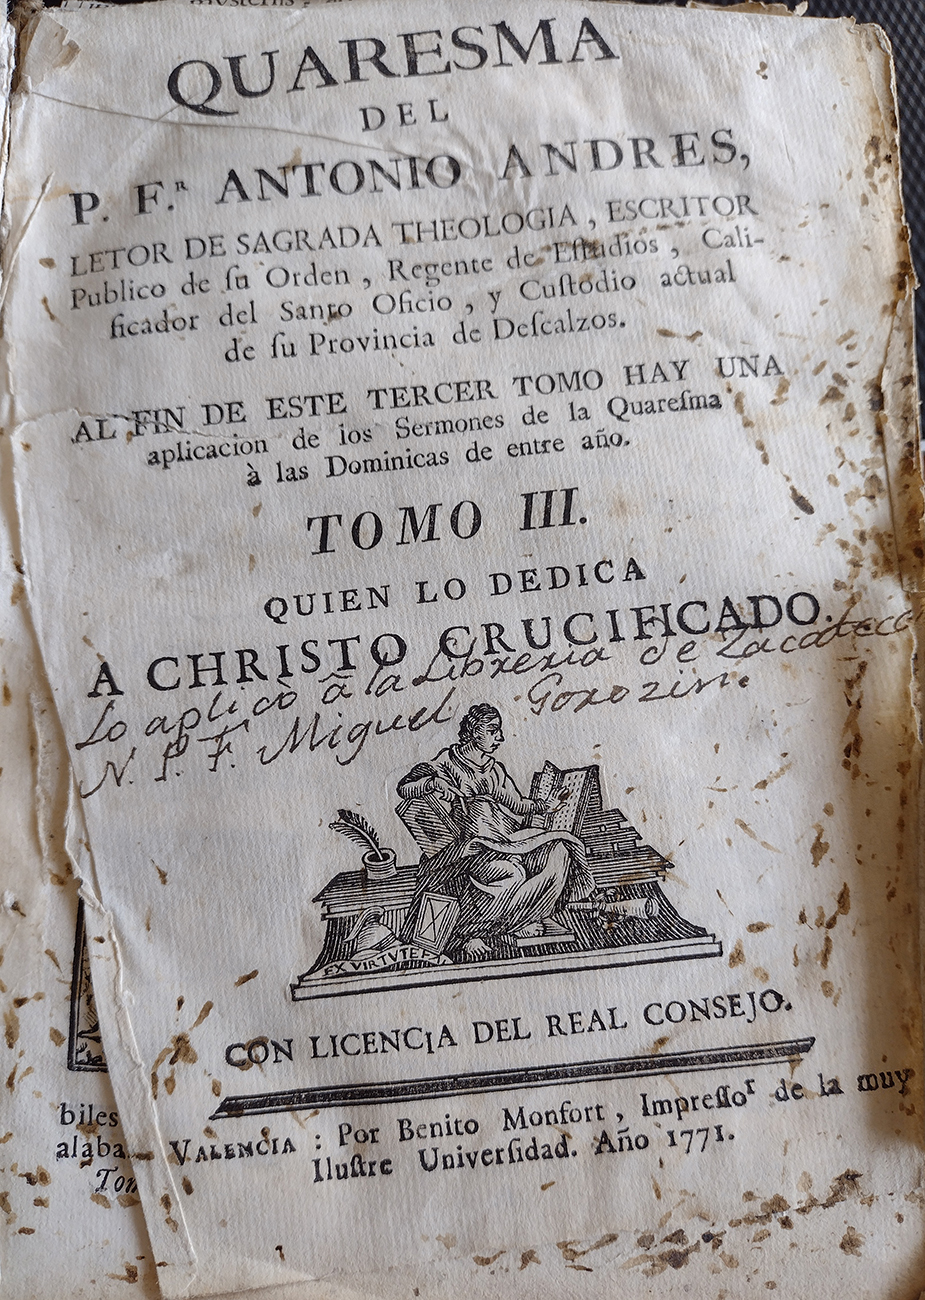 QUARESMA
DEL
P. F.ʀ ANTONIO ANDRES,
LETOR DE SAGRADA THEOLOGIA, ESCRITOR
Publico de ſu Orden, Regente de Eſtudios, Cali-
ficador del Santo Oficio, y Cuſtodio actual
de ſu Provincia de Deſcalzos.
AL FIN DE ESTE TERCER TOMO HAY UNA
aplicacion de los Sermones de la Quareſma
à las Dominicas de entre año.
TOMO III.
QUIEN LO DEDICA
A CHRISTO CRUCIFICADO.
Lo aplicó â la Libreria de Zacatecas
N. P. F. Miguel Gorozin.
EX VIRTVTE
CON LICENCIA DEL REAL CONSEJO.
VALENCIA: Por Benito Monfort, Impreſſoʳ de la muy
Iluſtre Univerſidad. Año 1771.
biles
alaba
Tom